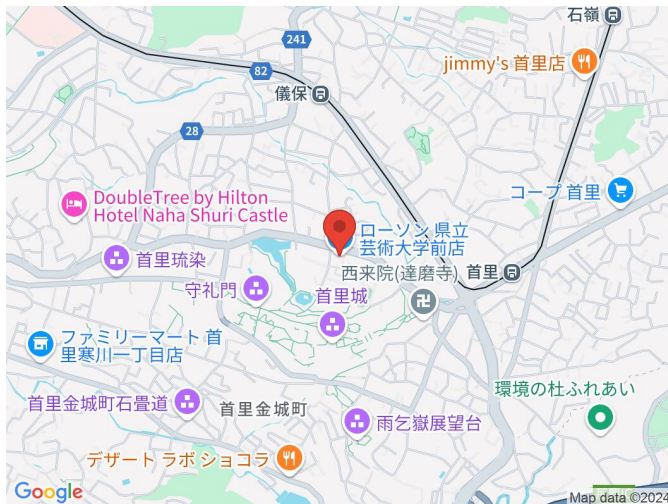 石嶺
241
jimmy's 首里店
82
儀保
28
コープ 首里
DoubleTree by Hilton
Hotel Naha Shuri Castle
ローソン 県立
芸術大学前店
首里琉染
西来院(達磨寺)
首里
守礼門
首里城
ファミリーマート 首
里寒川一丁目店
環境の杜ふれあい
首里金城町石畳道
首里金城町
雨乞嶽展望台
デザート ラボ ショコラ
Google
Map data ©2024